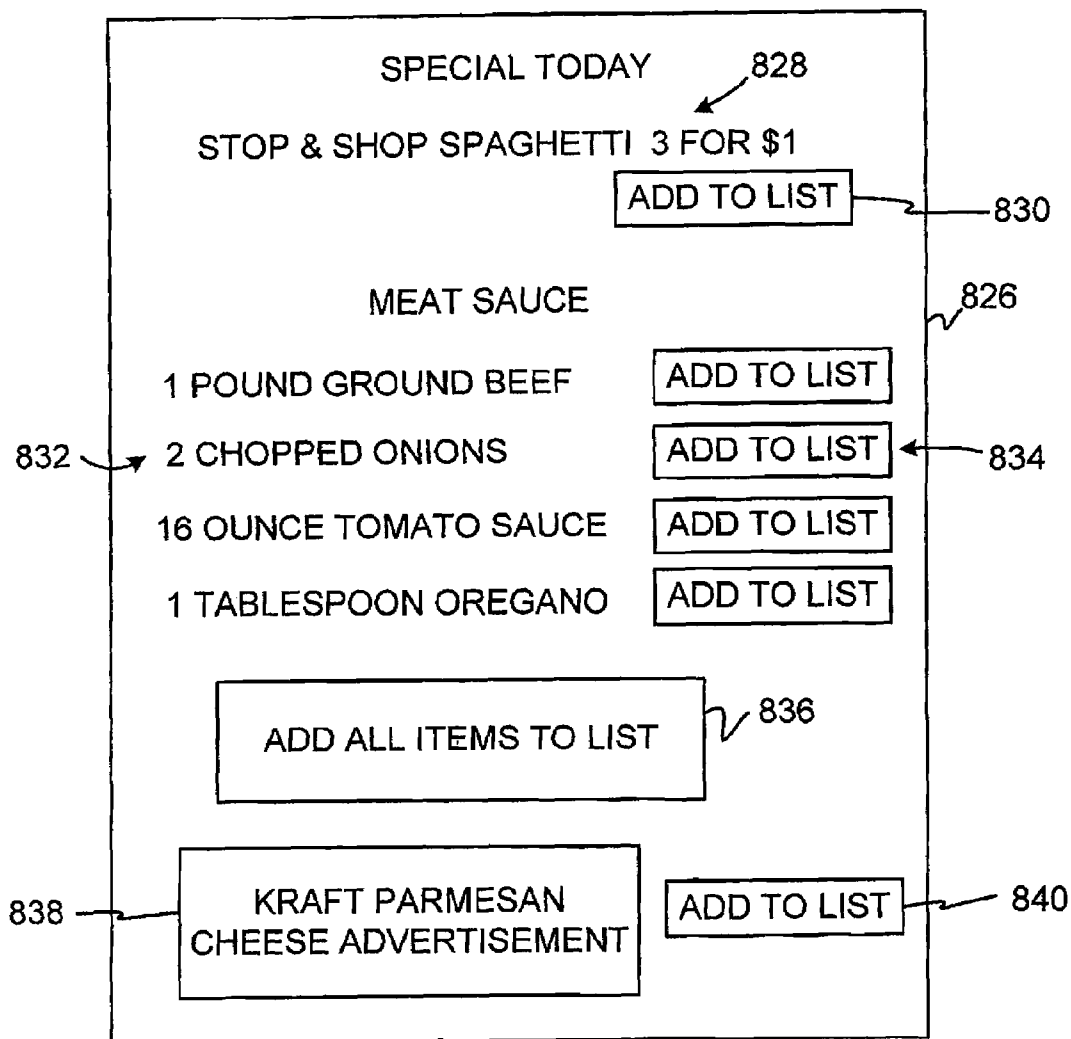 SPECIAL TODAY 828
STOP & SHOP SPAGHETTI 3 FOR $1
ADD TO LIST 830
MEAT SAUCE 826
1 POUND GROUND BEEF ADD TO LIST
832 2 CHOPPED ONIONS ADD TO LIST 834
16 OUNCE TOMATO SAUCE ADD TO LIST
1 TABLESPOON OREGANO ADD TO LIST
ADD ALL ITEMS TO LIST 836
838 KRAFT PARMESAN
CHEESE ADVERTISEMENT ADD TO LIST 840